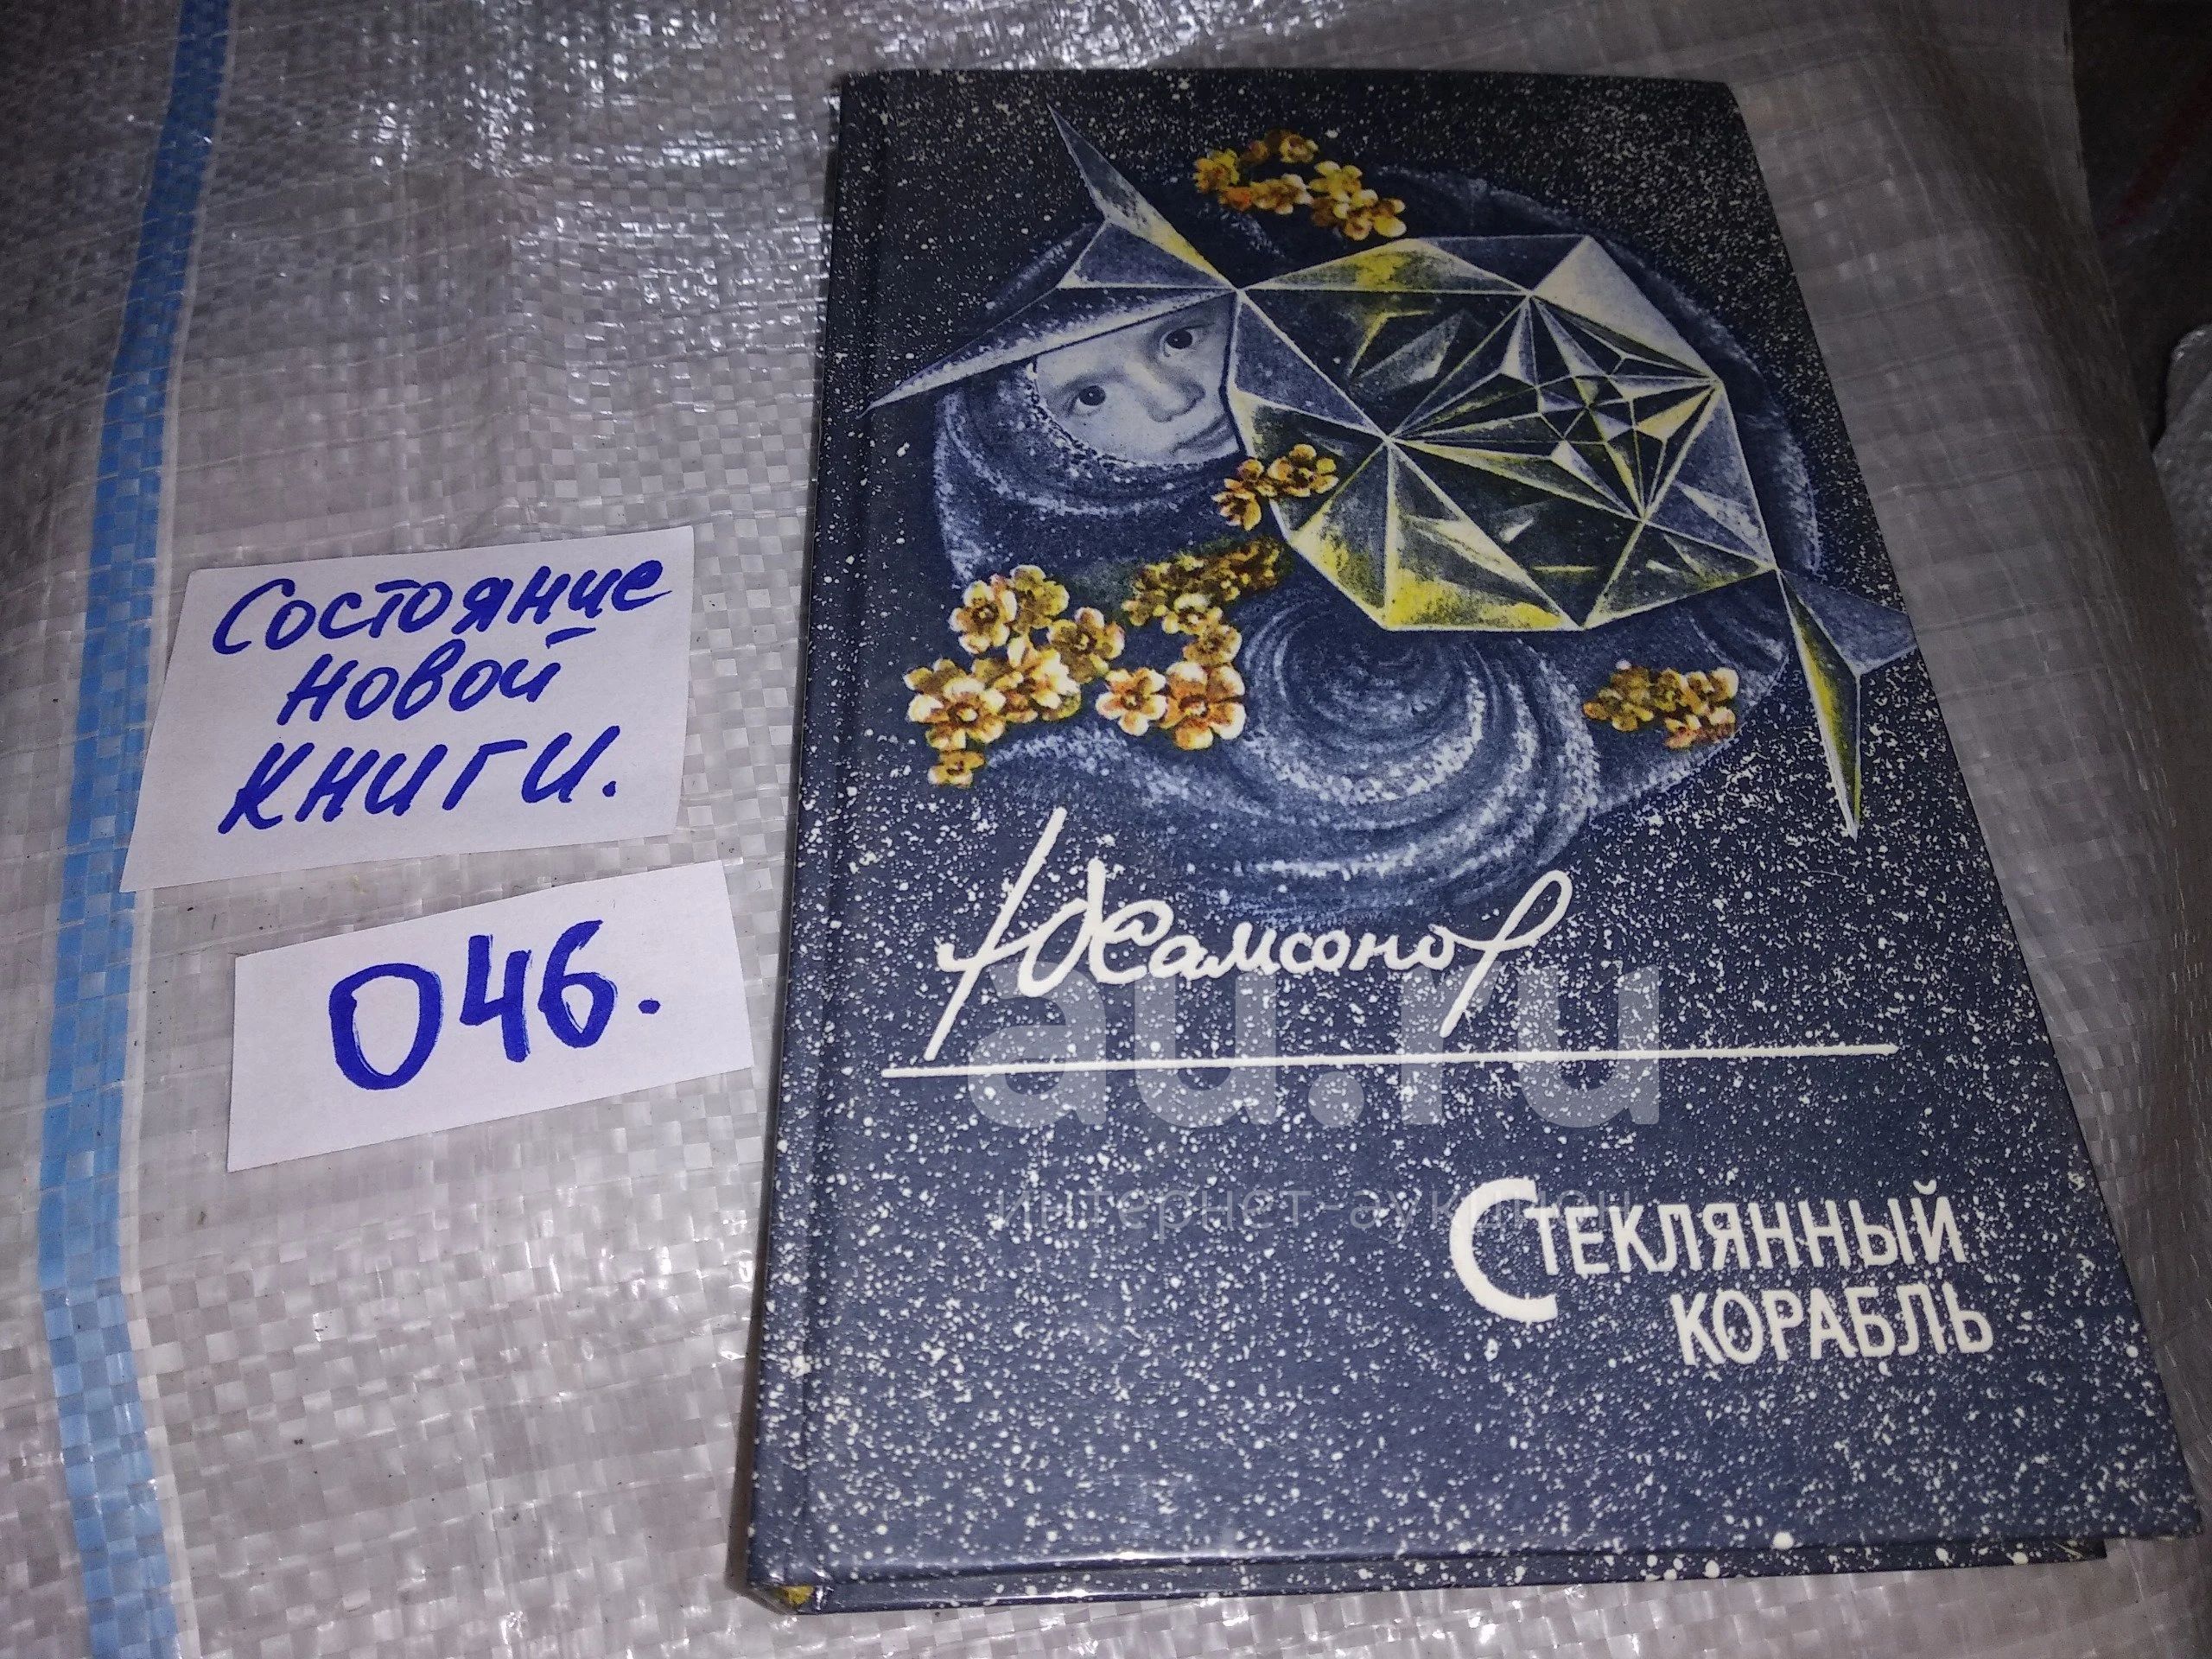 Состояние
новой
книги.
046.
Ю Самсонов
au.ru
интернет-аукцион
Стеклянный
корабль